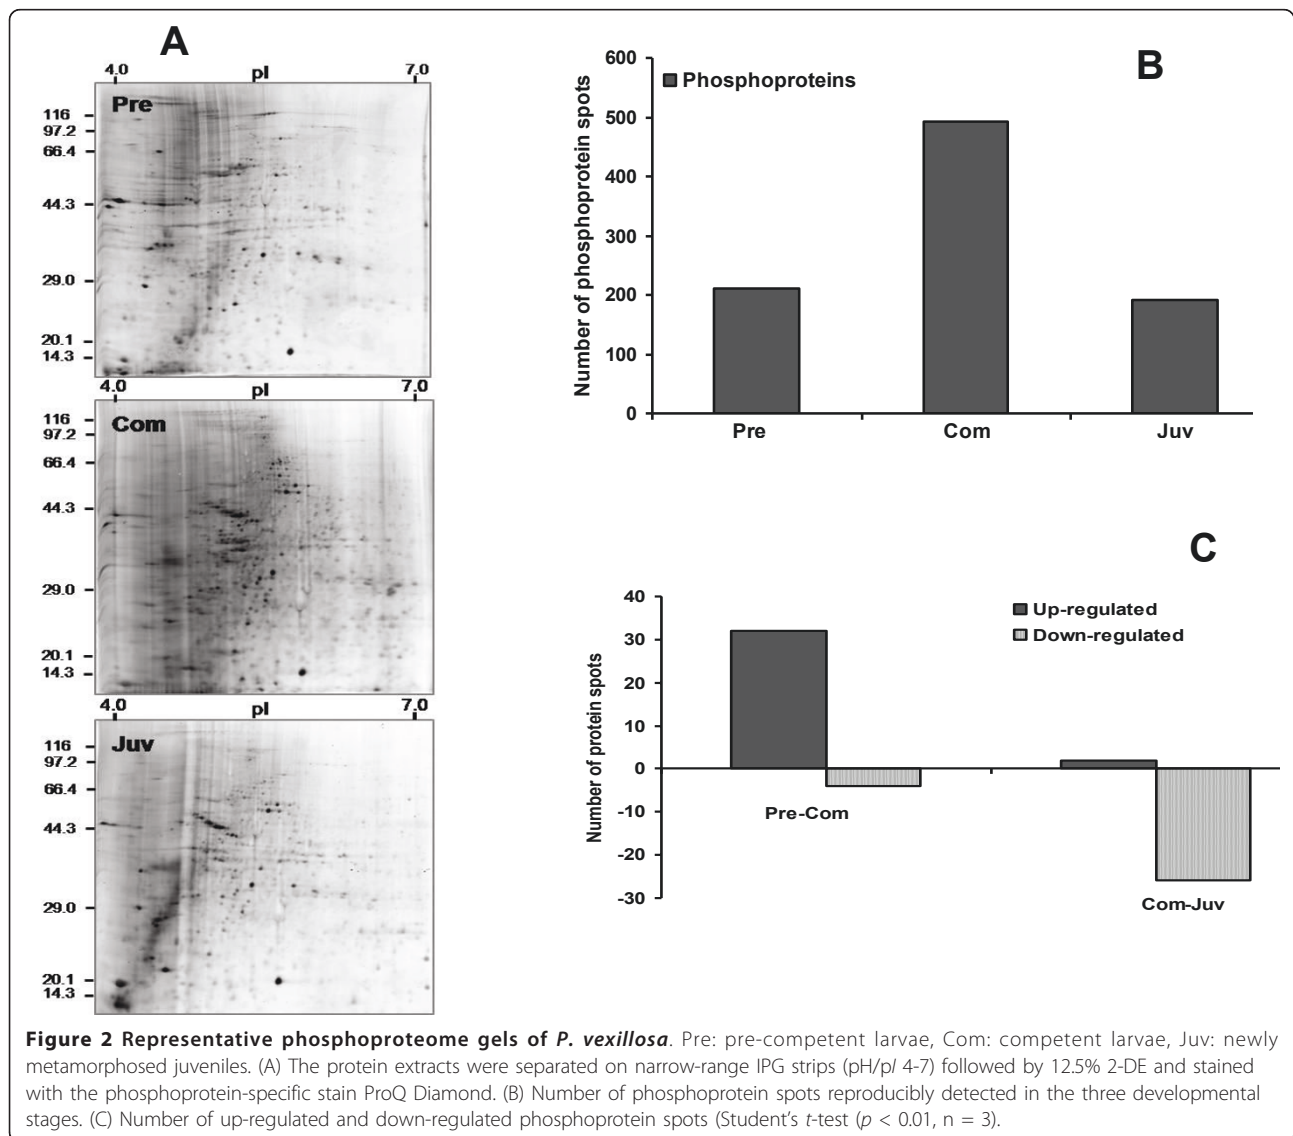 A
4.0 pI 7.0
Pre
116
97.2
66.4
44.3
29.0
20.1
14.3
4.0 pI 7.0
Com
116
97.2
66.4
44.3
29.0
20.1
14.3
4.0 pI 7.0
Juv
116
97.2
66.4
44.3
29.0
20.1
14.3
B
Phosphoproteins
Number of phosphoprotein spots
600
500
400
300
200
100
0
Pre Com Juv
C
Up-regulated
Down-regulated
Number of protein spots
40
30
20
10
0
-10
-20
-30
Pre-Com
Com-Juv
Figure 2 Representative phosphoproteome gels of P. vexillosa. Pre: pre-competent larvae, Com: competent larvae, Juv: newly
metamorphosed juveniles. (A) The protein extracts were separated on narrow-range IPG strips (pH/pI 4-7) followed by 12.5% 2-DE and stained
with the phosphoprotein-specific stain ProQ Diamond. (B) Number of phosphoprotein spots reproducibly detected in the three developmental
stages. (C) Number of up-regulated and down-regulated phosphoprotein spots (Student's t-test (p < 0.01, n = 3).